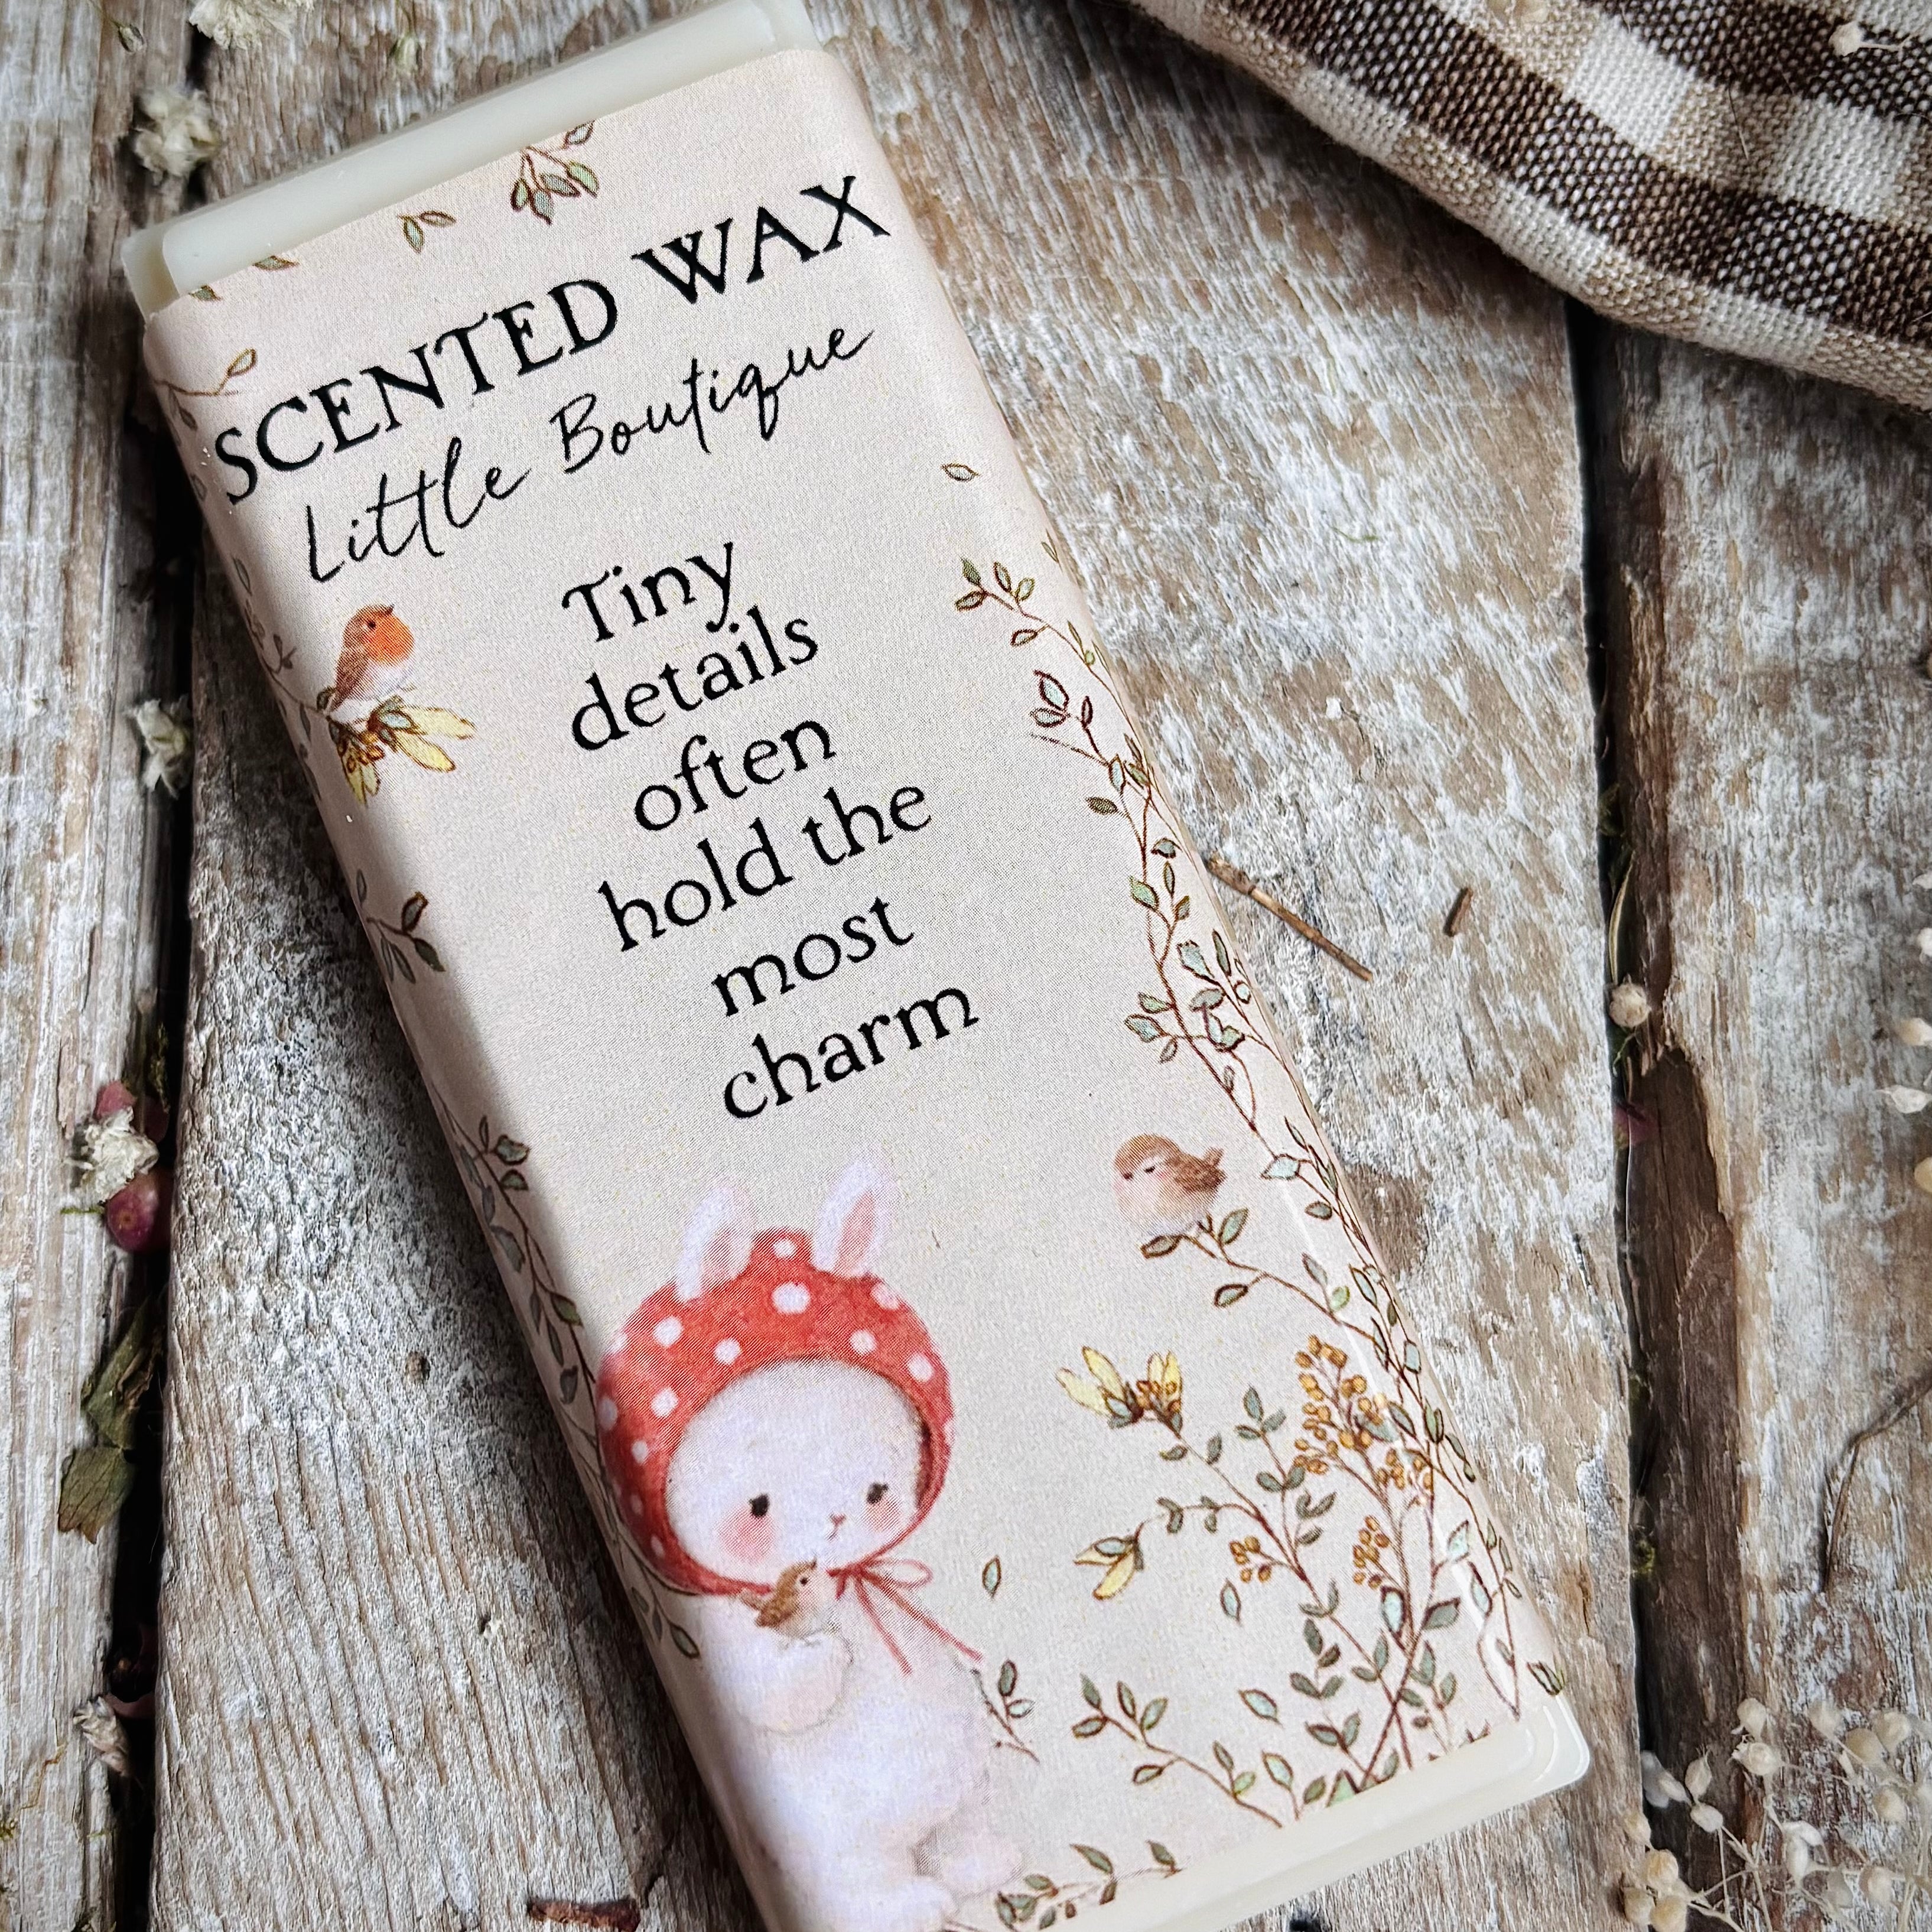 SCENTED WAX
Little Boutique
Tiny
details
often
hold the
most
charm